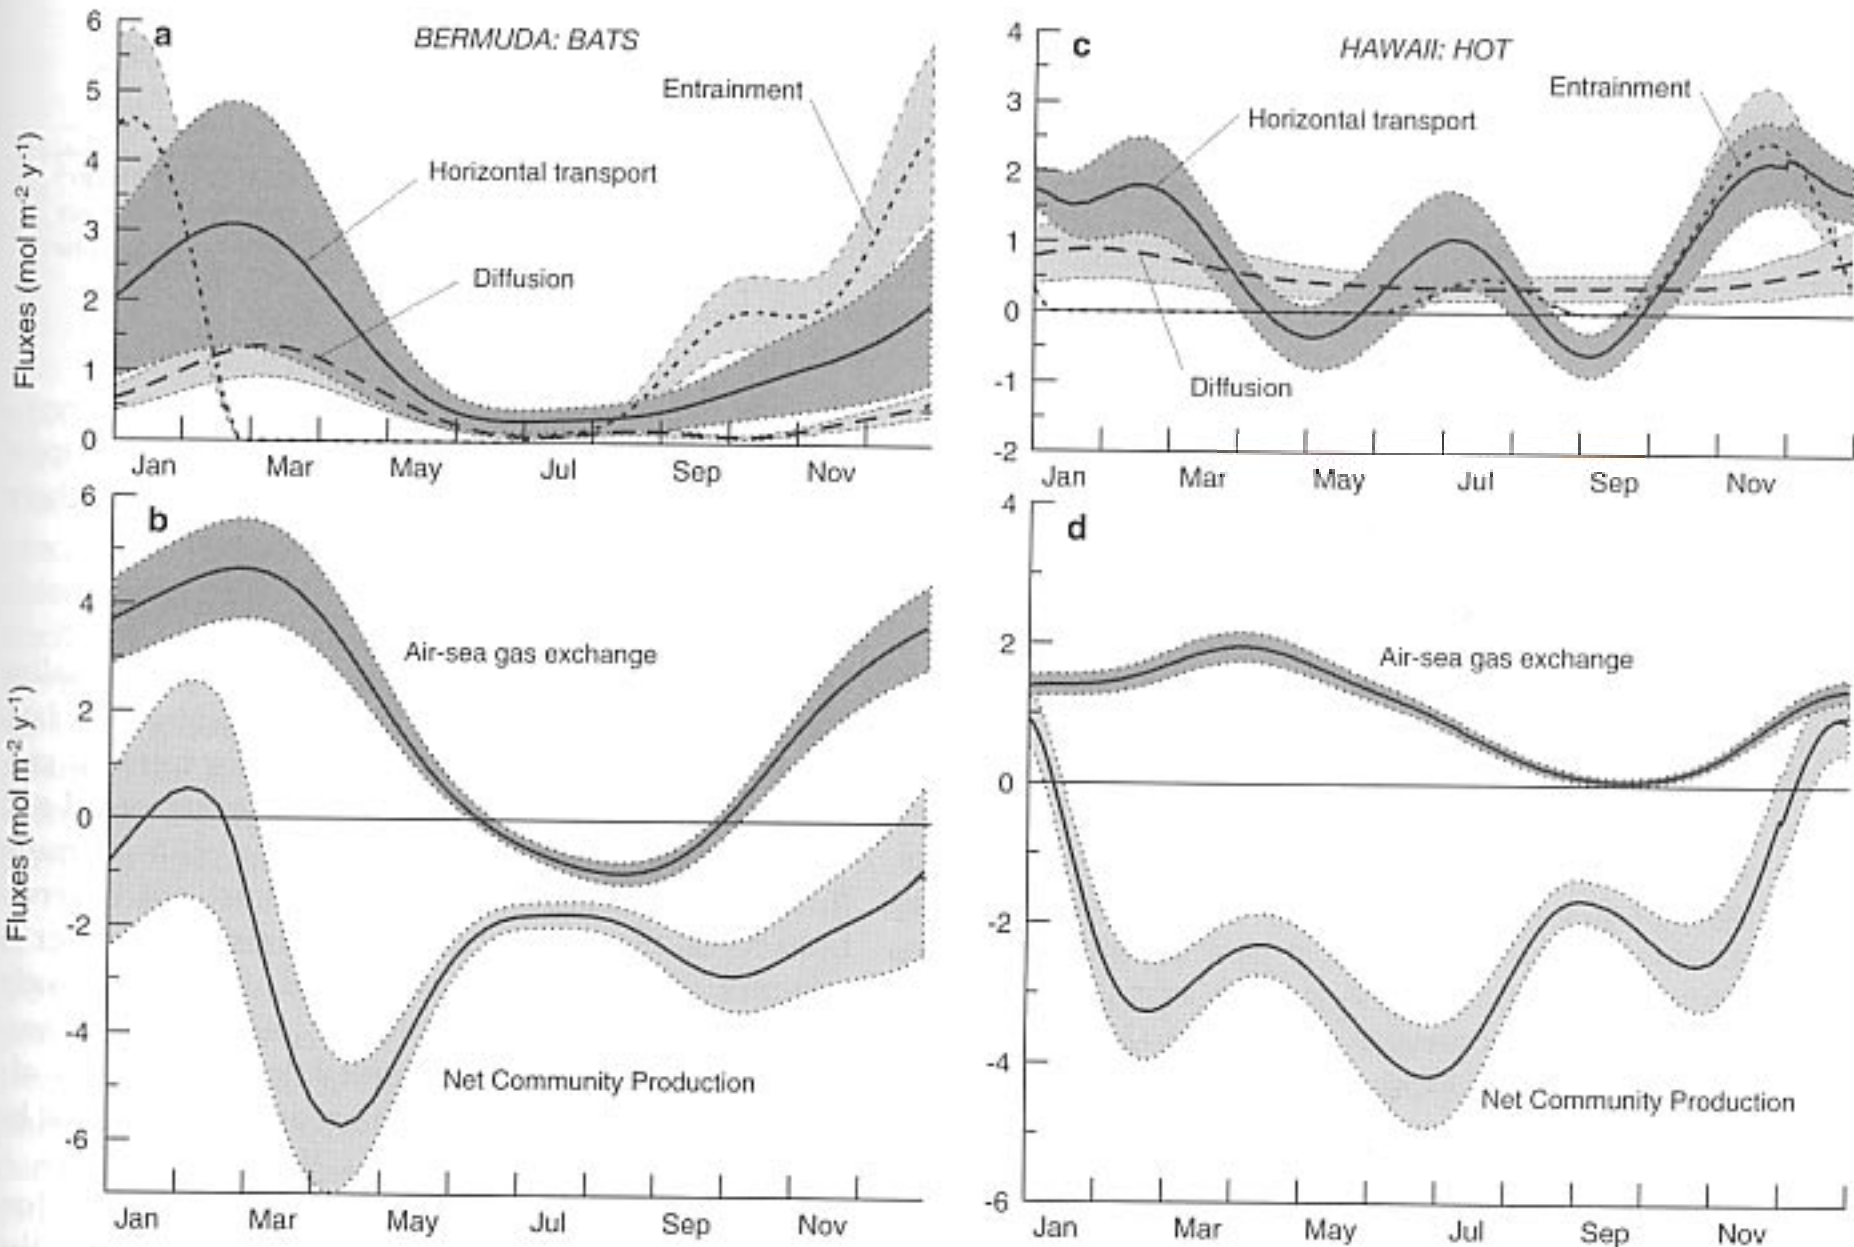 a
BERMUDA: BATS
Fluxes (mol m⁻² y⁻¹)
6
5
4
3
2
1
0
Entrainment
Horizontal transport
Diffusion
Jan Mar May Jul Sep Nov
b
Fluxes (mol m⁻² y⁻¹)
6
4
2
0
-2
-4
-6
Air-sea gas exchange
Net Community Production
Jan Mar May Jul Sep Nov
c
HAWAII: HOT
4
3
2
1
0
-1
-2
Entrainment
Horizontal transport
Diffusion
Jan Mar May Jul Sep Nov
d
4
2
0
-2
-4
-6
Air-sea gas exchange
Net Community Production
Jan Mar May Jul Sep Nov